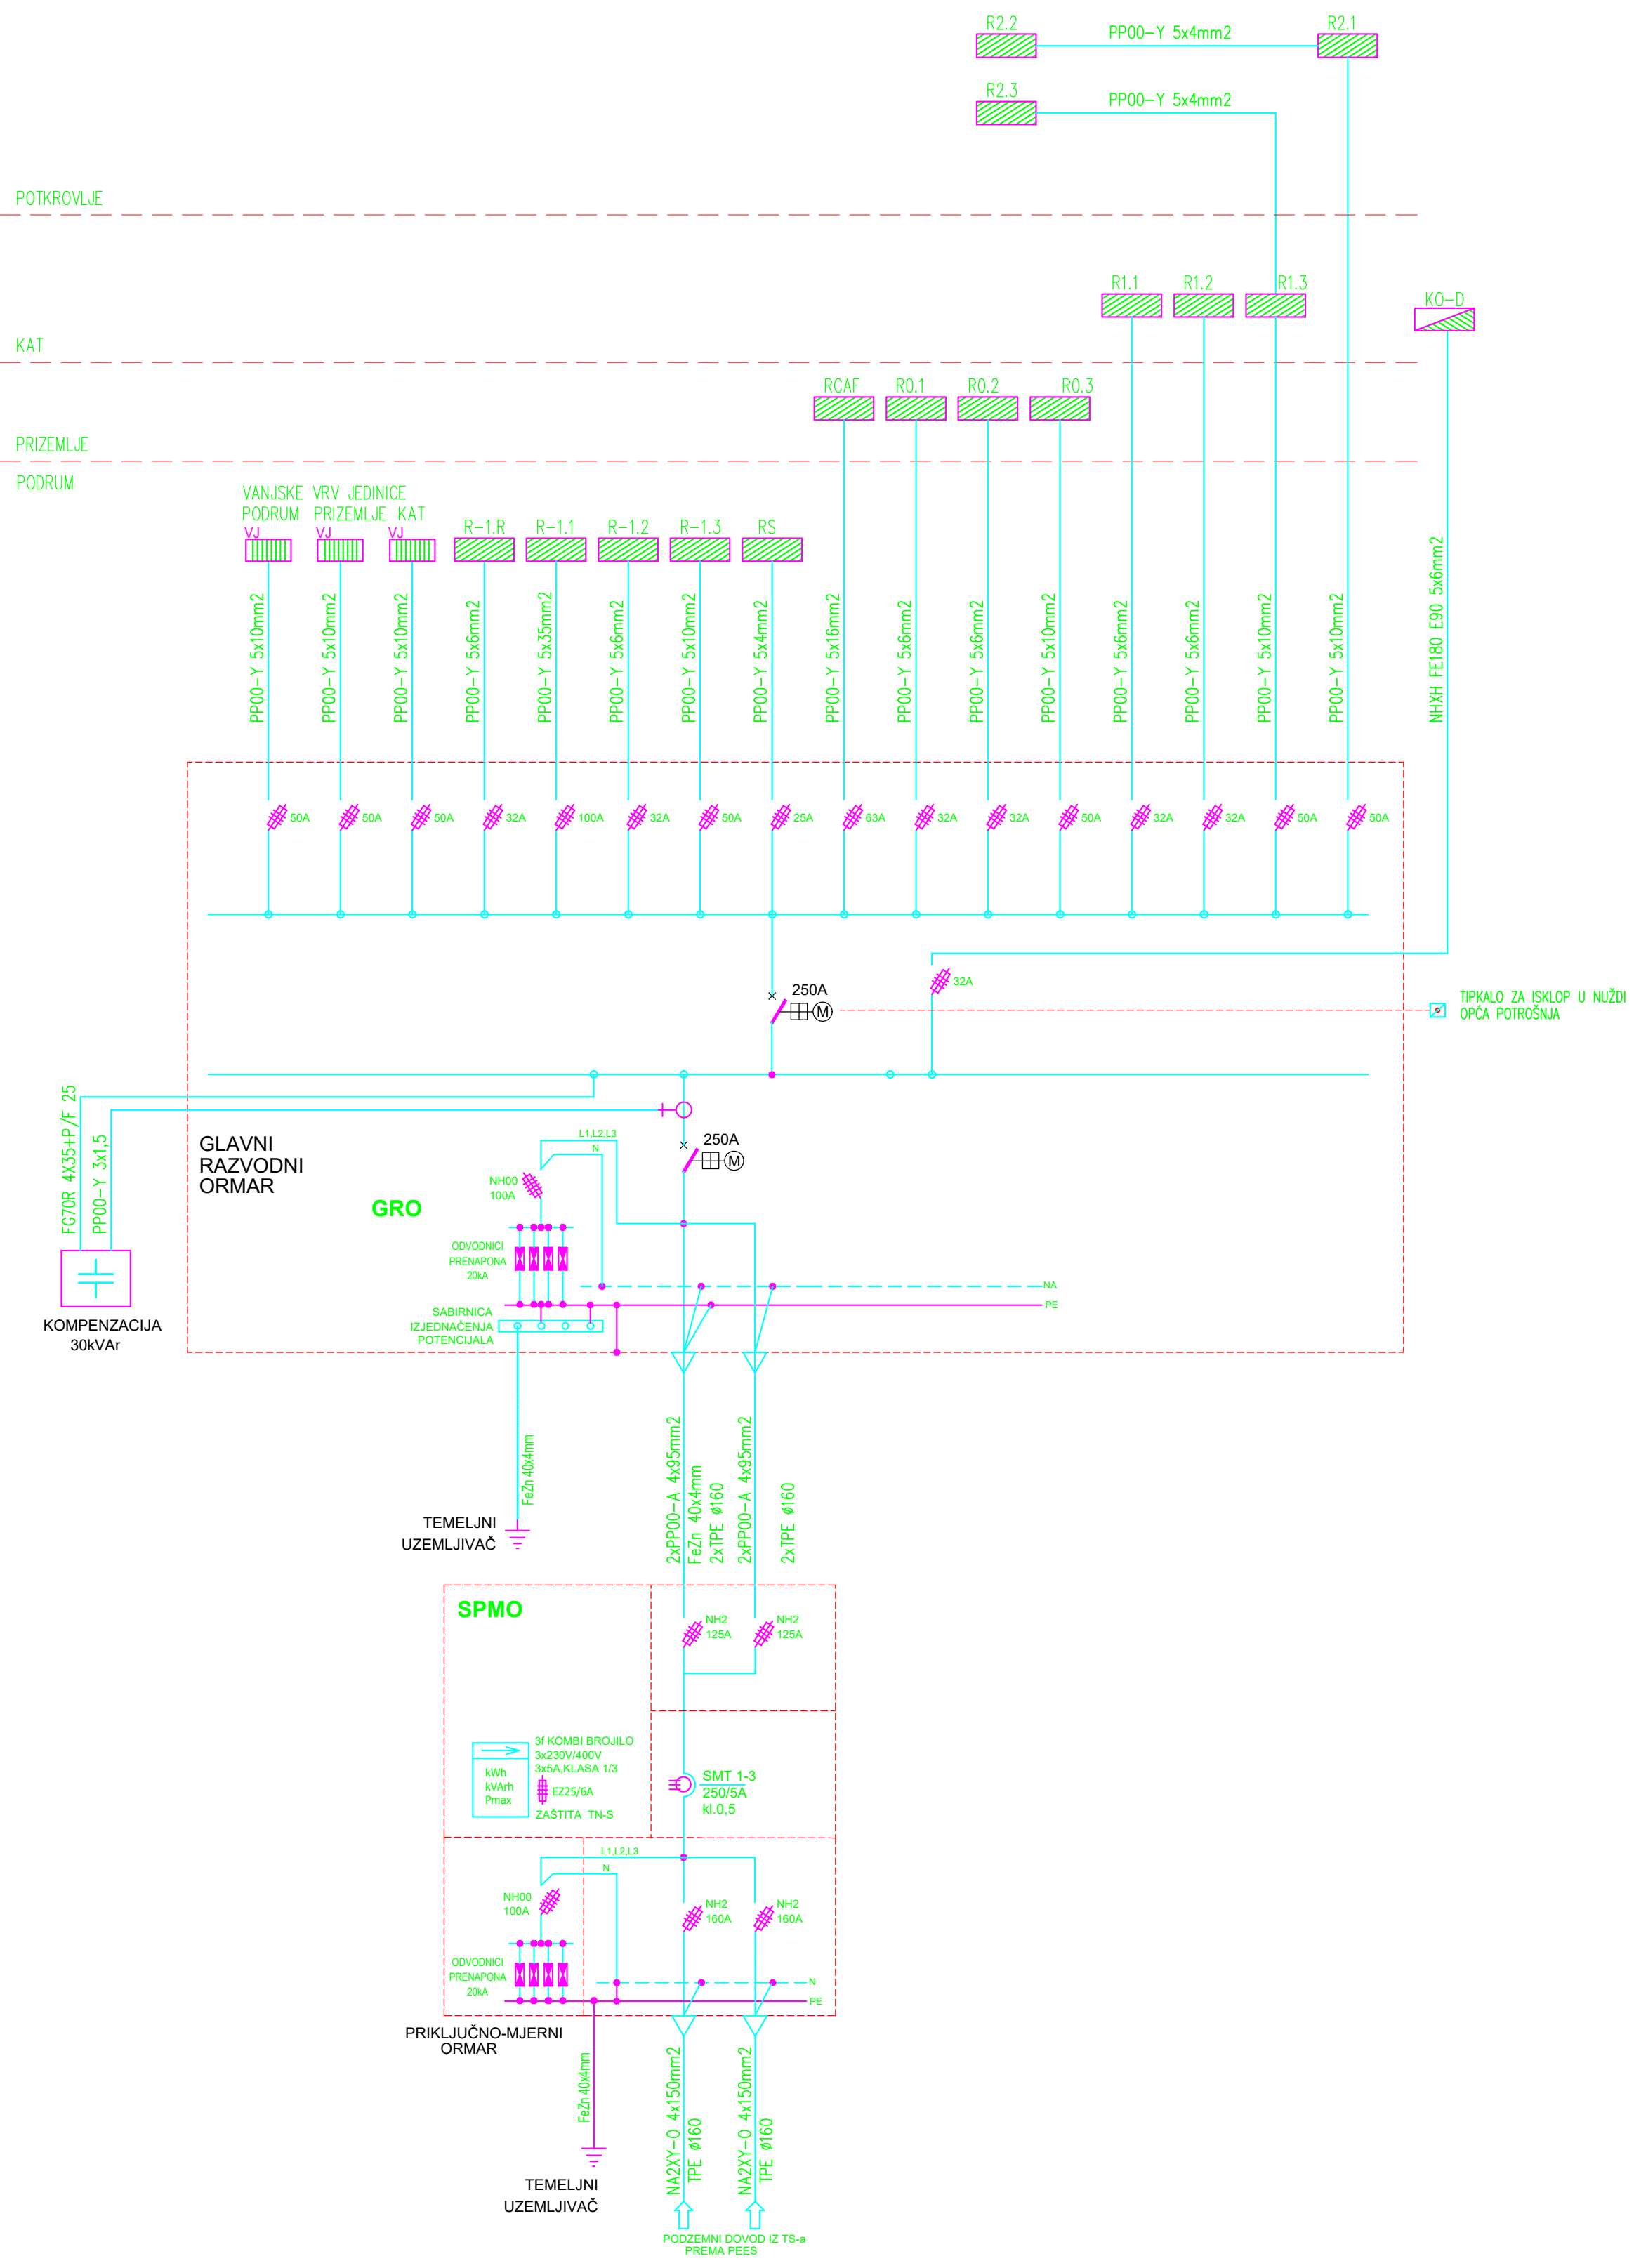 R2.2
PP00-Y 5x4mm2
R2.1
R2.3
PP00-Y 5x4mm2
POTKROVLJE
R1.1
R1.2
R1.3
KO-D
KAT
RCAF
R0.1
R0.2
R0.3
PRIZEMLJE
PODRUM
VANJSKE VRV JEDINICE
PODRUM PRIZEMLJE KAT
VJ
VJ
VJ
R-1.R
R-1.1
R-1.2
R-1.3
RS
PP00-Y 5x10mm2
PP00-Y 5x10mm2
PP00-Y 5x10mm2
PP00-Y 5x6mm2
PP00-Y 5x35mm2
PP00-Y 5x6mm2
PP00-Y 5x10mm2
PP00-Y 5x4mm2
PP00-Y 5x16mm2
PP00-Y 5x6mm2
PP00-Y 5x6mm2
PP00-Y 5x10mm2
PP00-Y 5x6mm2
PP00-Y 5x6mm2
PP00-Y 5x10mm2
PP00-Y 5x10mm2
NHXH FE180 E90 5x6mm2
50A
50A
50A
32A
100A
32A
50A
25A
63A
32A
32A
50A
32A
32A
50A
50A
32A
250A
M
TIPKALO ZA ISKLOP U NUŽDI
OPĆA POTROŠNJA
FG70R 4X35+P/F 25
PP00-Y 3x1,5
GLAVNI
RAZVODNI
ORMAR
GRO
L1,L2,L3
N
250A
M
NH00
100A
ODVODNICI
PRENAPONA
20kA
NA
PE
SABIRNICA
IZJEDNAČENJA
POTENCIJALA
KOMPENZACIJA
30kVAr
FeZn 40x4mm
TEMELJNI
UZEMLJIVAČ
2xPP00-A 4x95mm2
FeZn 40x4mm
2xTPE ø160
2xPP00-A 4x95mm2
2xTPE ø160
SPMO
NH2
125A
NH2
125A
3f KOMBI BROJILO
3x230V/400V
3x5A,KLASA 1/3
kWh
kVArh
Pmax
EZ25/6A
ZAŠTITA TN-S
SMT 1-3
250/5A
kl.0,5
L1,L2,L3
N
NH00
100A
NH2
160A
NH2
160A
ODVODNICI
PRENAPONA
20kA
N
PE
PRIKLJUČNO-MJERNI
ORMAR
FeZn 40x4mm
TEMELJNI
UZEMLJIVAČ
NA2XY-O 4x150mm2
TPE ø160
NA2XY-O 4x150mm2
TPE ø160
PODZEMNI DOVOD IZ TS-a
PREMA PEES